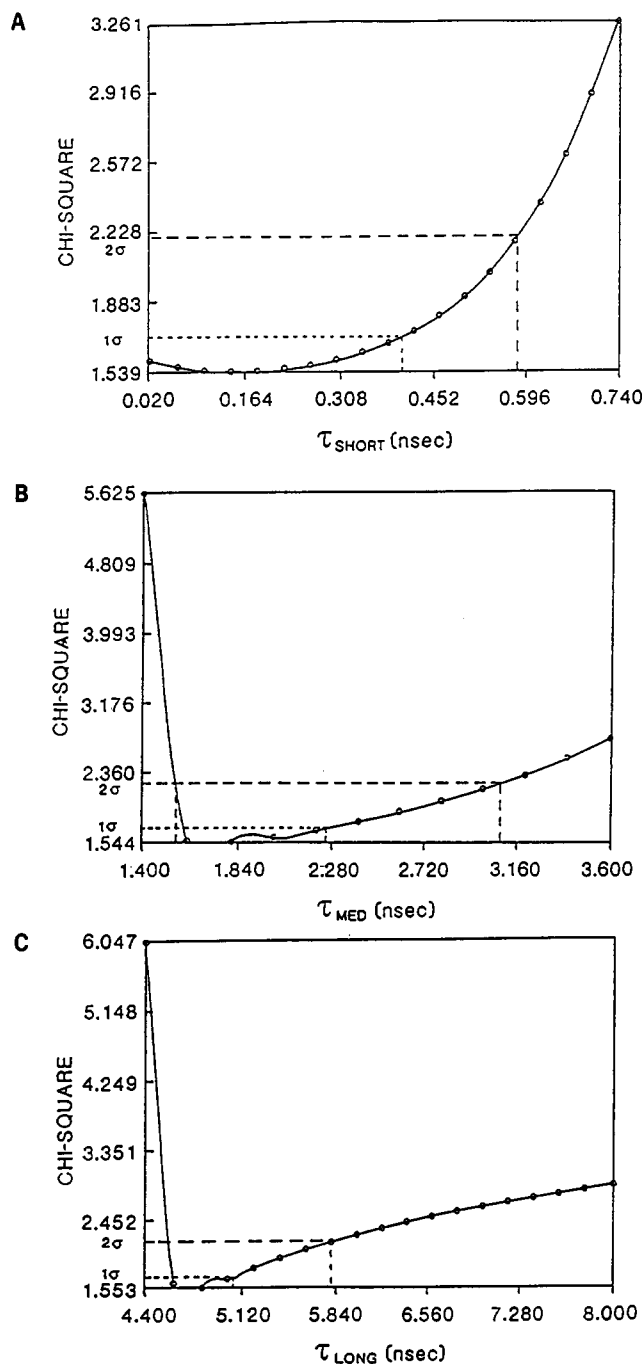 A
3.261
2.916
2.572
2.228
2σ
1.883
1σ
1.539
CHI-SQUARE
0.020 0.164 0.308 0.452 0.596 0.740
τSHORT (nsec)
B
5.625
4.809
3.993
3.176
2.360
2σ
1σ
1.544
CHI-SQUARE
1.400 1.840 2.280 2.720 3.160 3.600
τMED (nsec)
C
6.047
5.148
4.249
3.351
2.452
2σ
1σ
1.553
CHI-SQUARE
4.400 5.120 5.840 6.560 7.280 8.000
τLONG (nsec)